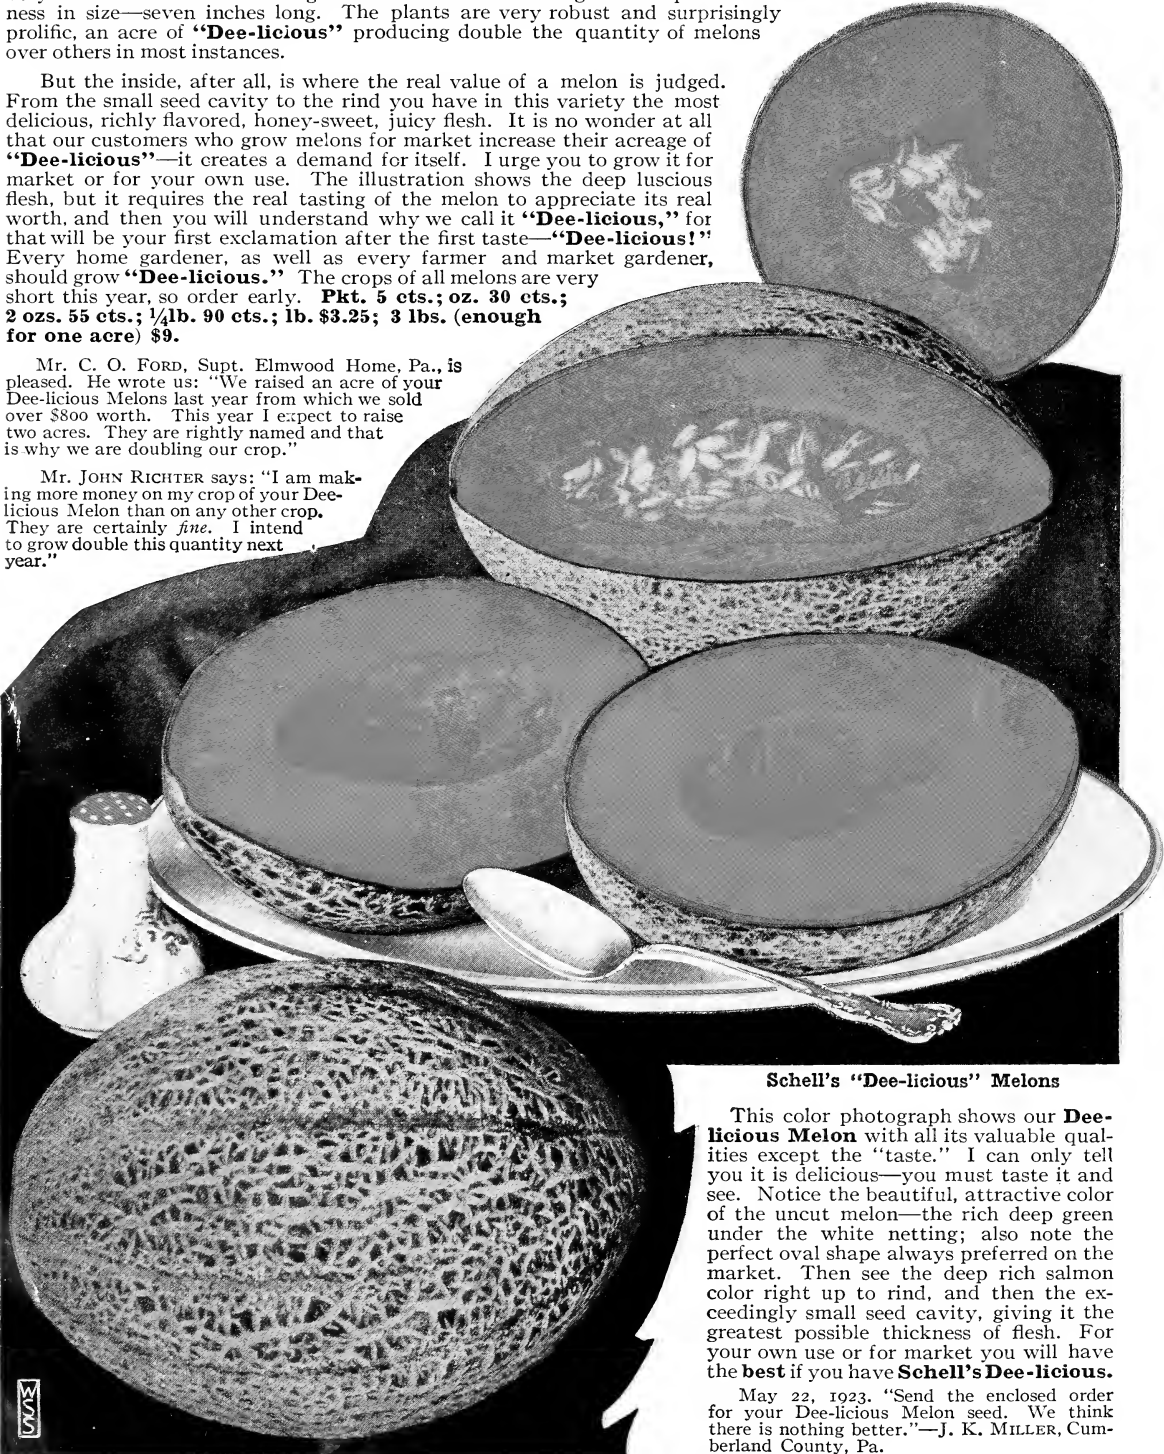 ness in size—seven inches long. The plants are very robust and surprisingly
prolific, an acre of “Dee-licious” producing double the quantity of melons
over others in most instances.
But the inside, after all, is where the real value of a melon is judged.
From the small seed cavity to the rind you have in this variety the most
delicious, richly flavored, honey-sweet, juicy flesh. It is no wonder at all
that our customers who grow melons for market increase their acreage of
“Dee-licious”—it creates a demand for itself. I urge you to grow it for
market or for your own use. The illustration shows the deep luscious
flesh, but it requires the real tasting of the melon to appreciate its real
worth, and then you will understand why we call it “Dee-licious,” for
that will be your first exclamation after the first taste—“Dee-licious!”
Every home gardener, as well as every farmer and market gardener,
should grow “Dee-licious.” The crops of all melons are very
short this year, so order early. Pkt. 5 cts.; oz. 30 cts.;
2 ozs. 55 cts.; ¼lb. 90 cts.; lb. $3.25; 3 lbs. (enough
for one acre) $9.
Mr. C. O. Ford, Supt. Elmwood Home, Pa., is
pleased. He wrote us: “We raised an acre of your
Dee-licious Melons last year from which we sold
over $800 worth. This year I expect to raise
two acres. They are rightly named and that
is why we are doubling our crop.”
Mr. John Richter says: “I am mak-
ing more money on my crop of your Dee-
licious Melon than on any other crop.
They are certainly fine. I intend
to grow double this quantity next
year.”
Schell’s “Dee-licious” Melons
This color photograph shows our Dee-
licious Melon with all its valuable qual-
ities except the “taste.” I can only tell
you it is delicious—you must taste it and
see. Notice the beautiful, attractive color
of the uncut melon—the rich deep green
under the white netting; also note the
perfect oval shape always preferred on the
market. Then see the deep rich salmon
color right up to rind, and then the ex-
ceedingly small seed cavity, giving it the
greatest possible thickness of flesh. For
your own use or for market you will have
the best if you have Schell’s Dee-licious.
May 22, 1923. “Send the enclosed order
for your Dee-licious Melon seed. We think
there is nothing better.”—J. K. Miller, Cum-
berland County, Pa.